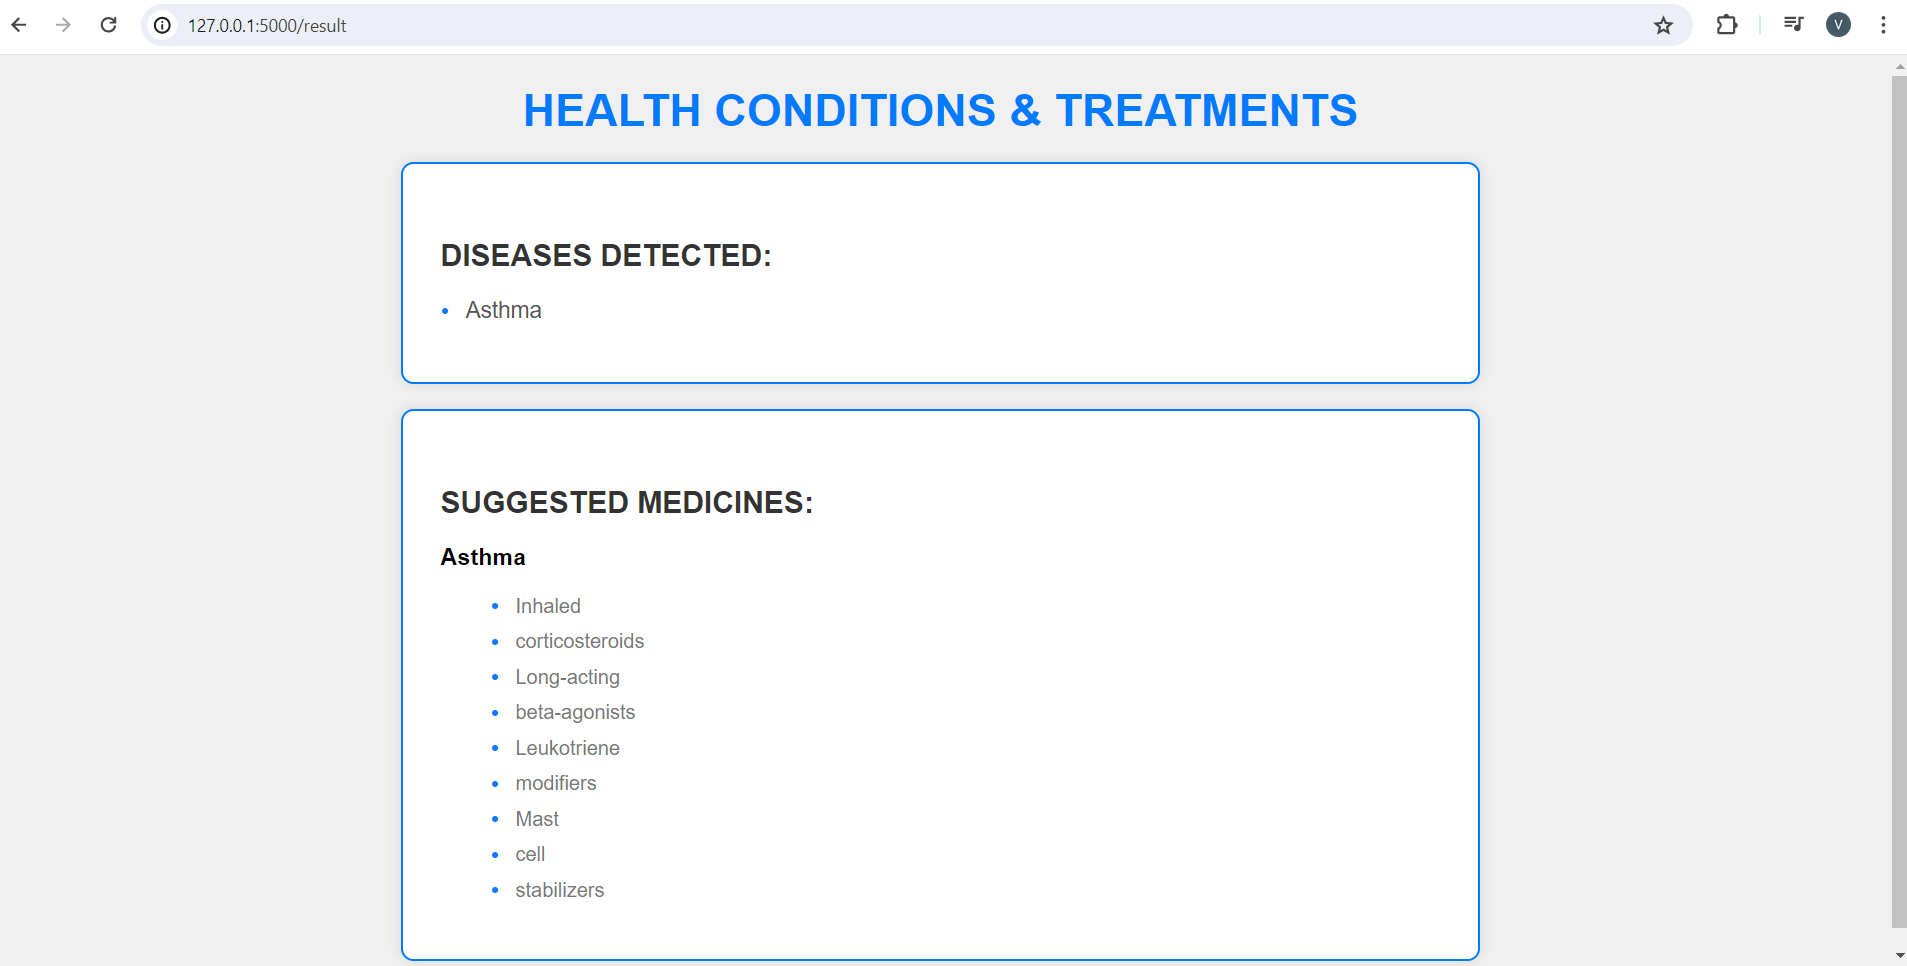 127.0.0.1:5000/result
V
HEALTH CONDITIONS & TREATMENTS
DISEASES DETECTED:
• Asthma
SUGGESTED MEDICINES:
Asthma
• Inhaled
• corticosteroids
• Long-acting
• beta-agonists
• Leukotriene
• modifiers
• Mast
• cell
• stabilizers